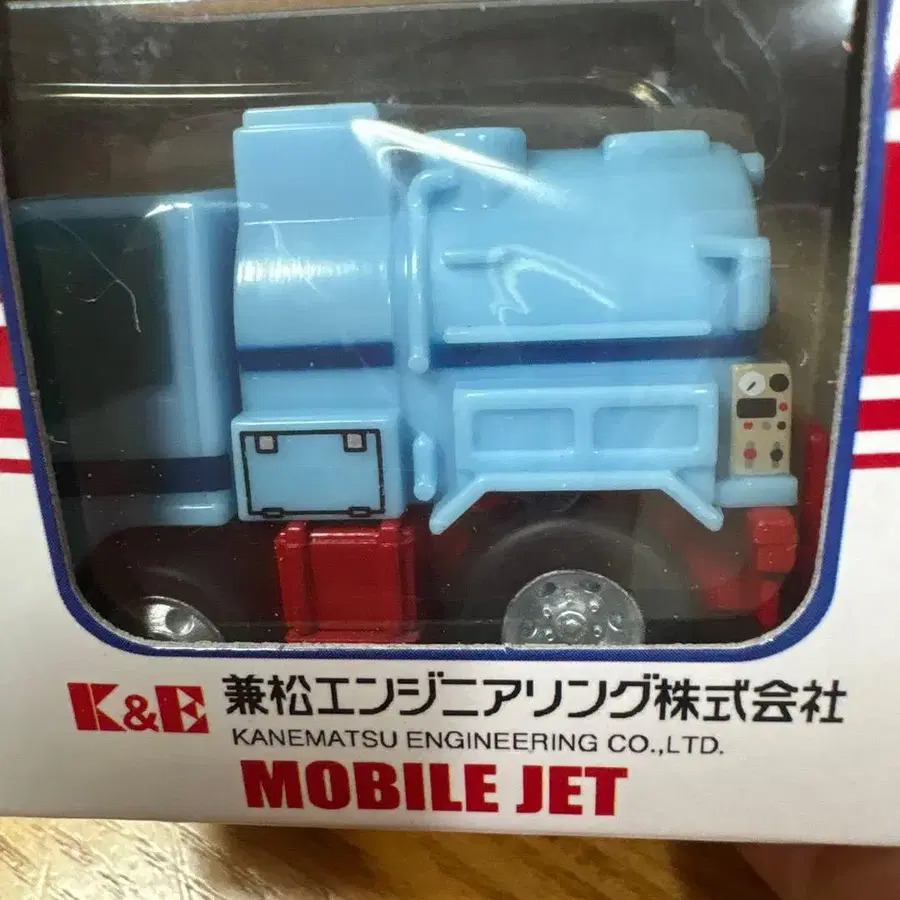 K&E 兼松エンジニアリング株式会社
KANEMATSU ENGINEERING CO.,LTD.
MOBILE JET